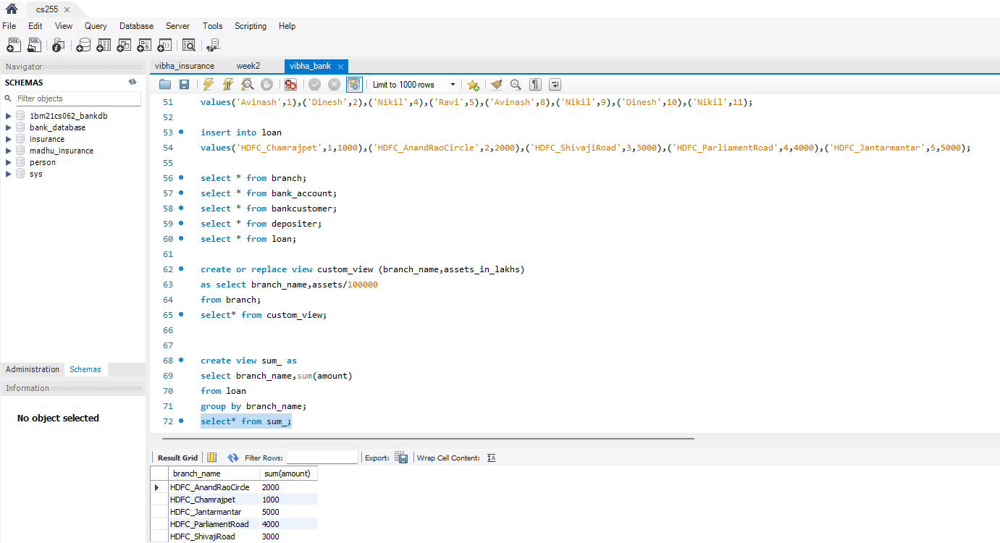 cs255
File Edit View Query Database Server Tools Scripting Help
Navigator
SCHEMAS
Filter objects
1bm21cs062_bankdb
bank_database
insurance
madhu_insurance
person
sys
Administration Schemas
Information
No object selected
vibha_insurance week2 vibha_bank
Limit to 1000 rows
51 values('Avinash',1),('Dinesh',2),('Nikil',4),('Ravi',5),('Avinash',8),('Nikil',9),('Dinesh',10),('Nikil',11);
52
53 insert into loan
54 values('HDFC_Chamrajpet',1,1000),('HDFC_AnandRaoCircle',2,2000),('HDFC_ShivajiRoad',3,3000),('HDFC_ParliamentRoad',4,4000),('HDFC_Jantarmantar',5,5000);
55
56 select * from branch;
57 select * from bank_account;
58 select * from bankcustomer;
59 select * from depositer;
60 select * from loan;
61
62 create or replace view custom_view (branch_name,assets_in_lakhs)
63 as select branch_name,assets/100000
64 from branch;
65 select* from custom_view;
66
67
68 create view sum_ as
69 select branch_name,sum(amount)
70 from loan
71 group by branch_name;
72 select* from sum_;
Result Grid Filter Rows: Export: Wrap Cell Content:
branch_name sum(amount)
HDFC_AnandRaoCircle 2000
HDFC_Chamrajpet 1000
HDFC_Jantarmantar 5000
HDFC_ParliamentRoad 4000
HDFC_ShivajiRoad 3000